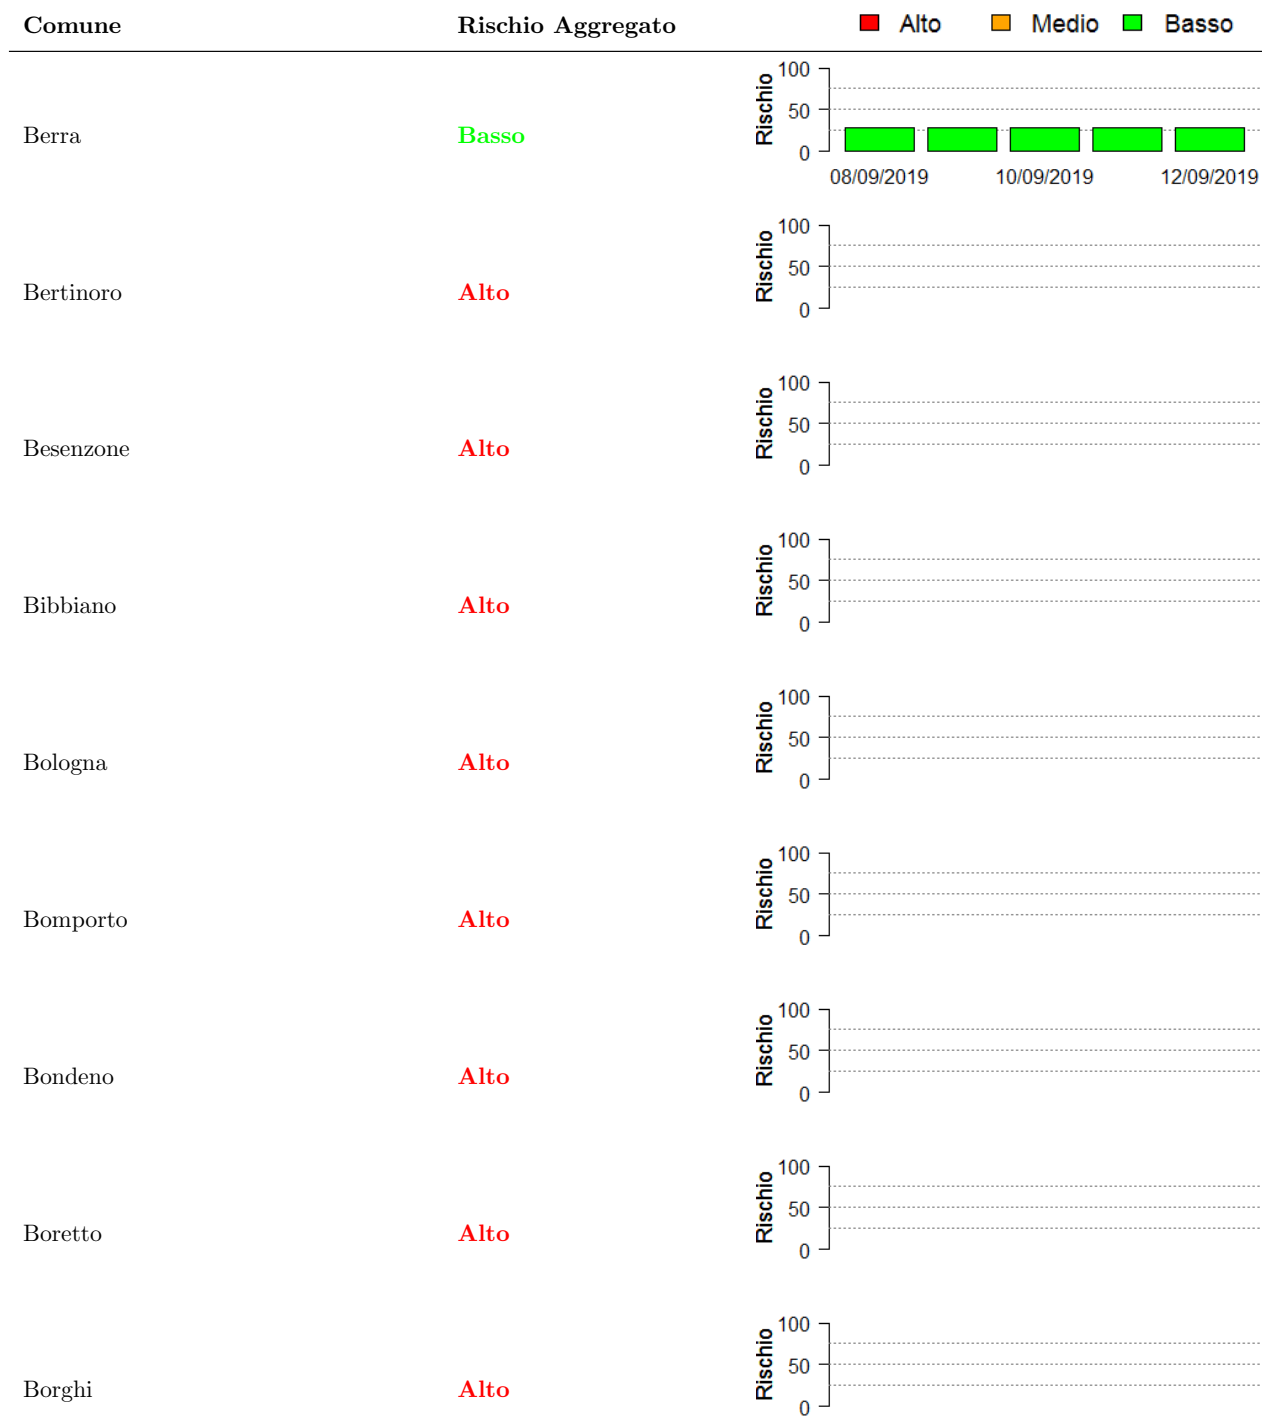 Comune Rischio Aggregato Alto Medio Basso
Berra Basso Rischio 100 50 0
08/09/2019 10/09/2019 12/09/2019
Bertinoro Alto Rischio 100 50 0
Besenzone Alto Rischio 100 50 0
Bibbiano Alto Rischio 100 50 0
Bologna Alto Rischio 100 50 0
Bomporto Alto Rischio 100 50 0
Bondeno Alto Rischio 100 50 0
Boretto Alto Rischio 100 50 0
Borghi Alto Rischio 100 50 0